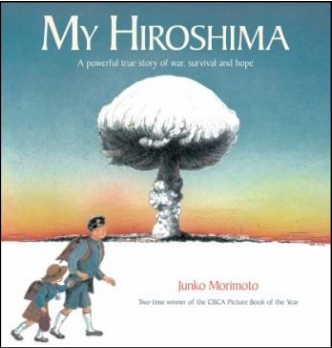 MY HIROSHIMA
A powerful true story of war, survival and hope
Junko Morimoto
Two-time winner of the CBCA Picture Book of the Year